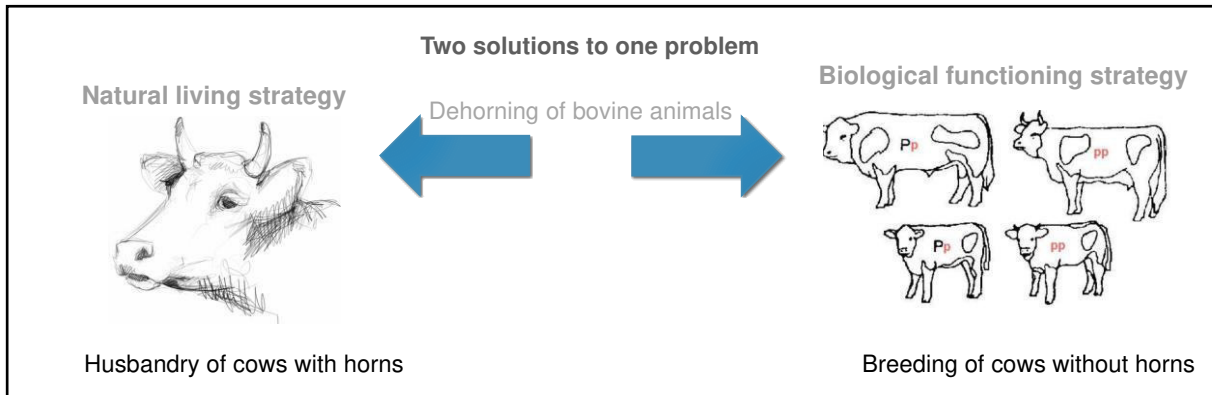 Two solutions to one problem
Natural living strategy
Biological functioning strategy
Dehorning of bovine animals
Pp
pp
Pp
pp
Husbandry of cows with horns
Breeding of cows without horns